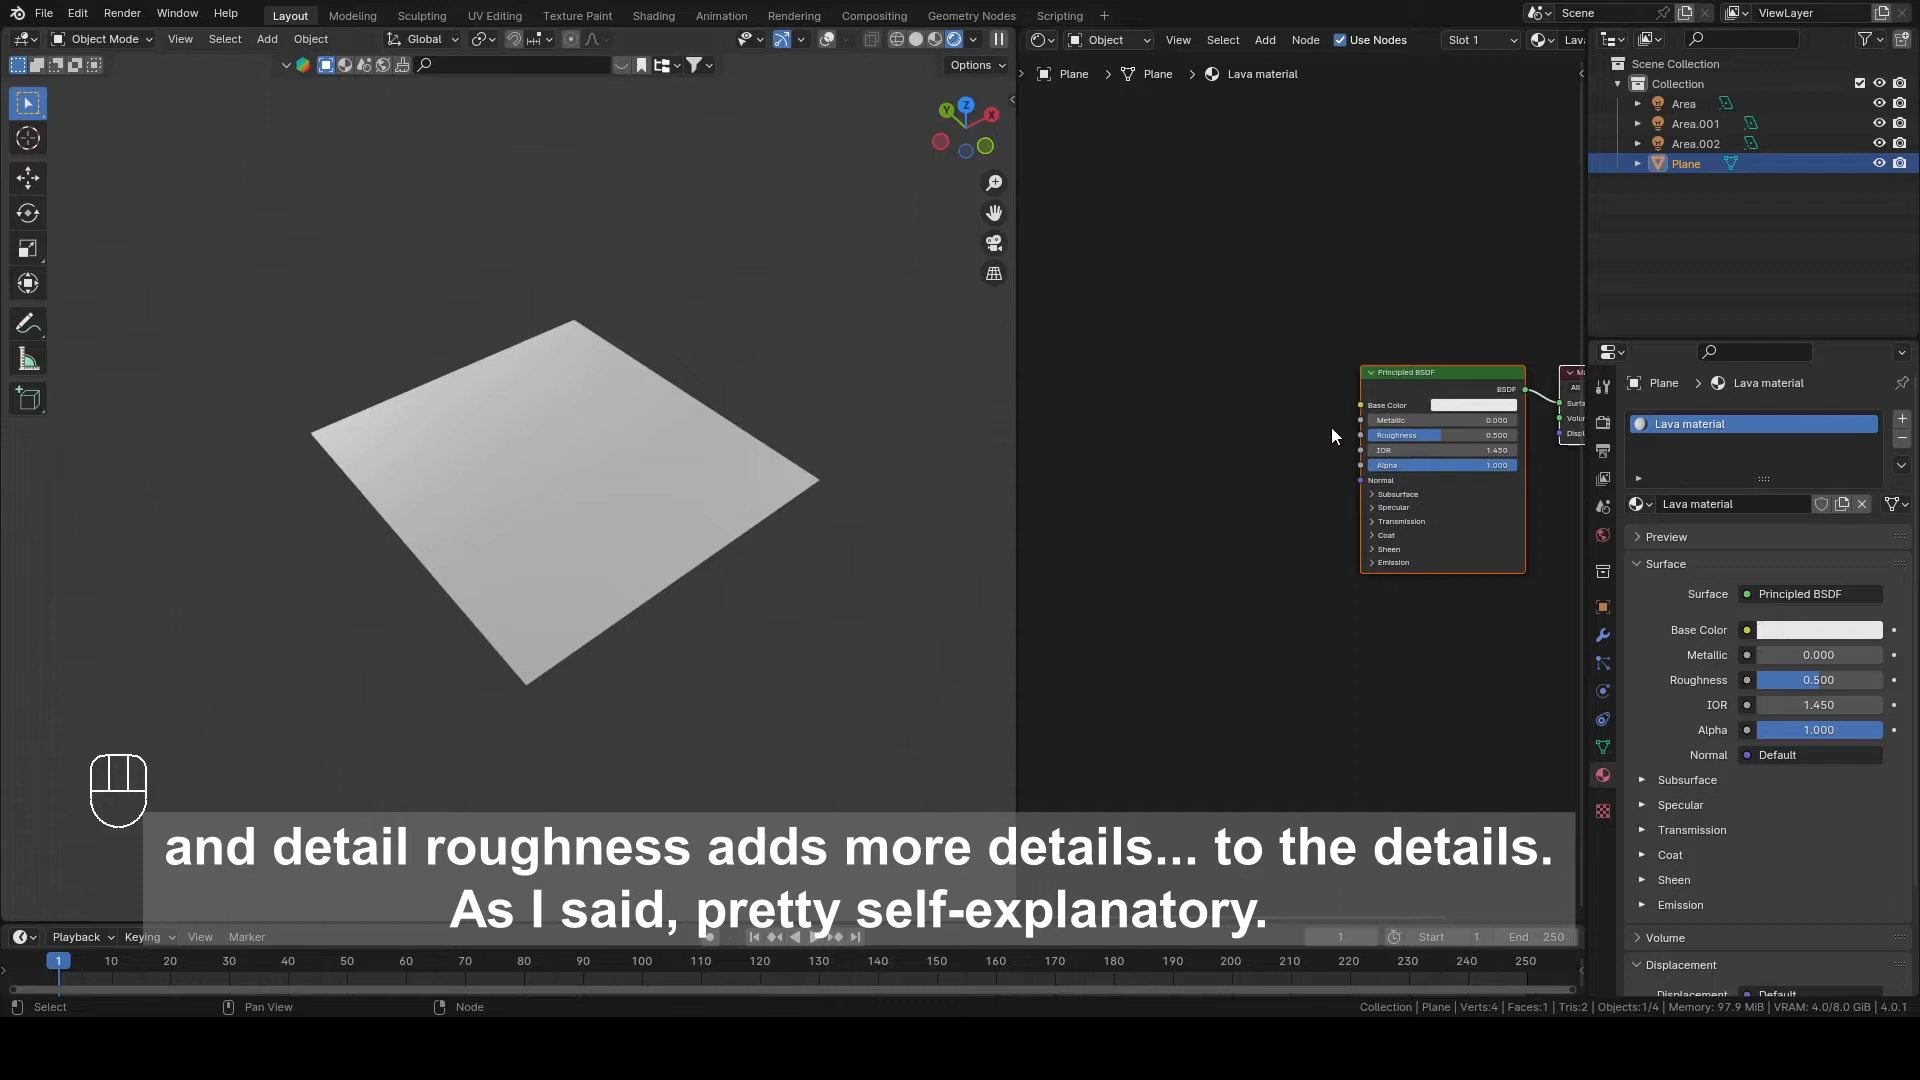 File Edit Render Window Help Layout Modeling Sculpting UV Editing Texture Paint Shading Animation Rendering Compositing Geometry Nodes Scripting + Scene ViewLayer
Object Mode View Select Add Object Global Object View Select Add Node Use Nodes Slot 1 Lava
Options
Plane > Plane > Lava material
Scene Collection
Collection
Area
Area.001
Area.002
Plane
Z
Y
X
Principled BSDF
BSDF
Base Color
Metallic 0.000
Roughness 0.500
IOR 1.450
Alpha 1.000
Normal
Subsurface
Specular
Transmission
Coat
Sheen
Emission
Ma
All
Surfa
Volu
Displ
Plane > Lava material
Lava material
Lava material
Preview
Surface
Surface Principled BSDF
Base Color
Metallic 0.000
Roughness 0.500
IOR 1.450
Alpha 1.000
Normal Default
Subsurface
Specular
Transmission
Coat
Sheen
Emission
Volume
Displacement
Displacement Default
and detail roughness adds more details... to the details.
As I said, pretty self-explanatory.
Playback Keying View Marker 1 Start 1 End 250
1 10 20 30 40 50 60 70 80 90 100 110 120 130 140 150 160 170 180 190 200 210 220 230 240 250
Select Pan View Node Collection | Plane | Verts:4 | Faces:1 | Tris:2 | Objects:1/4 | Memory: 97.9 MiB | VRAM: 4.0/8.0 GiB | 4.0.1